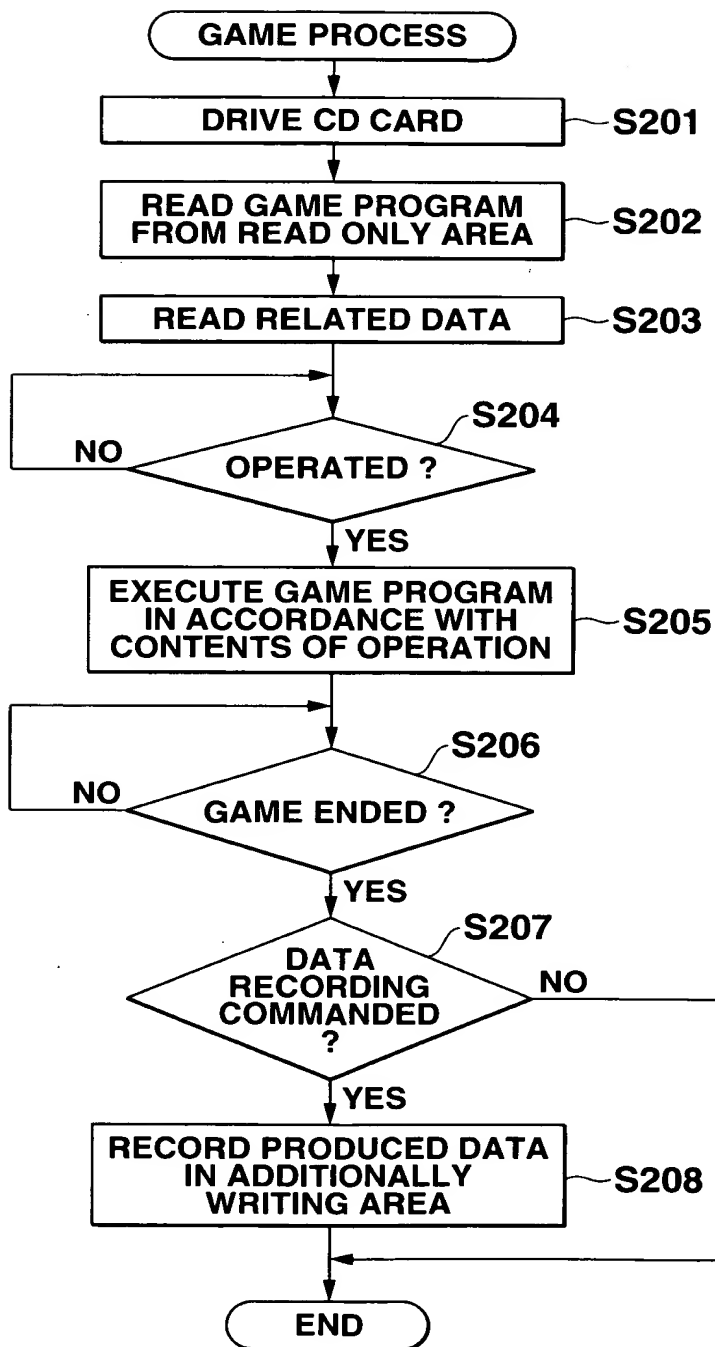 GAME PROCESS
DRIVE CD CARD
S201
READ GAME PROGRAM
FROM READ ONLY AREA
S202
READ RELATED DATA
S203
S204
NO
OPERATED ?
YES
EXECUTE GAME PROGRAM
IN ACCORDANCE WITH
CONTENTS OF OPERATION
S205
S206
NO
GAME ENDED ?
YES
S207
DATA
RECORDING
COMMANDED
?
NO
YES
RECORD PRODUCED DATA
IN ADDITIONALLY
WRITING AREA
S208
END